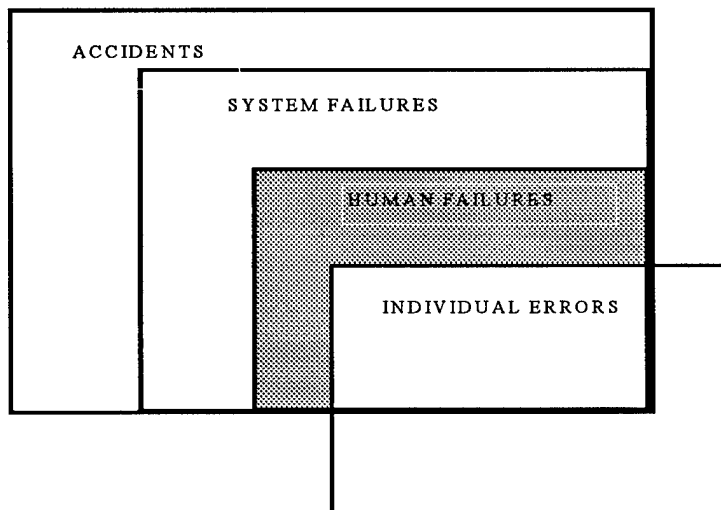 ACCIDENTS
SYSTEM FAILURES
HUMAN FAILURES
INDIVIDUAL ERRORS